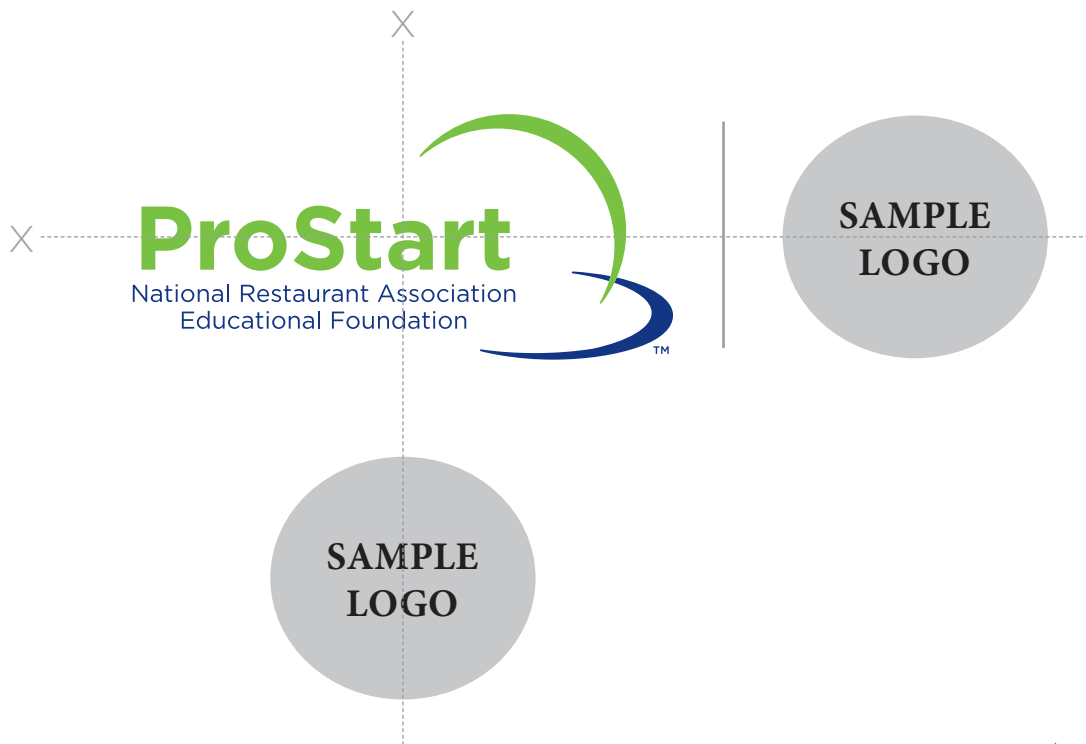 X
ProStart
National Restaurant Association
Educational Foundation
TM
SAMPLE
LOGO
X
SAMPLE
LOGO